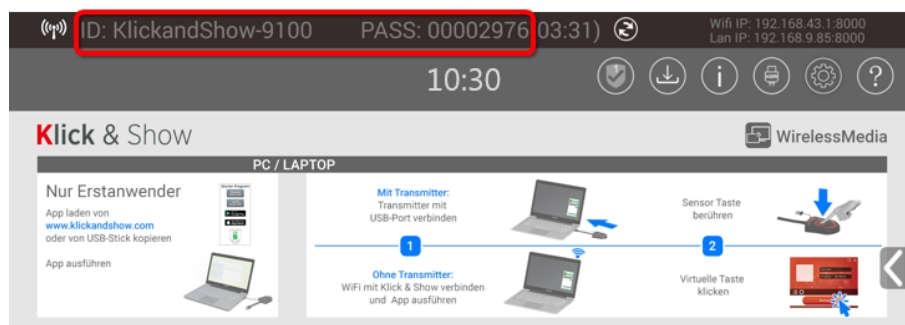 ID: KlickandShow-9100 PASS: 00002976 (03:31)
Wifi IP: 192.168.43.1:8000
Lan IP: 192.168.9.85:8000
10:30
Klick & Show
WirelessMedia
PC / LAPTOP
Nur Erstanwender
App laden von
www.klickandshow.com
oder von USB-Stick kopieren
App ausführen
Mit Transmitter:
Transmitter mit
USB-Port verbinden
1
Ohne Transmitter:
WiFi mit Klick & Show verbinden
und App ausführen
Sensor Taste
berühren
2
Virtuelle Taste
klicken